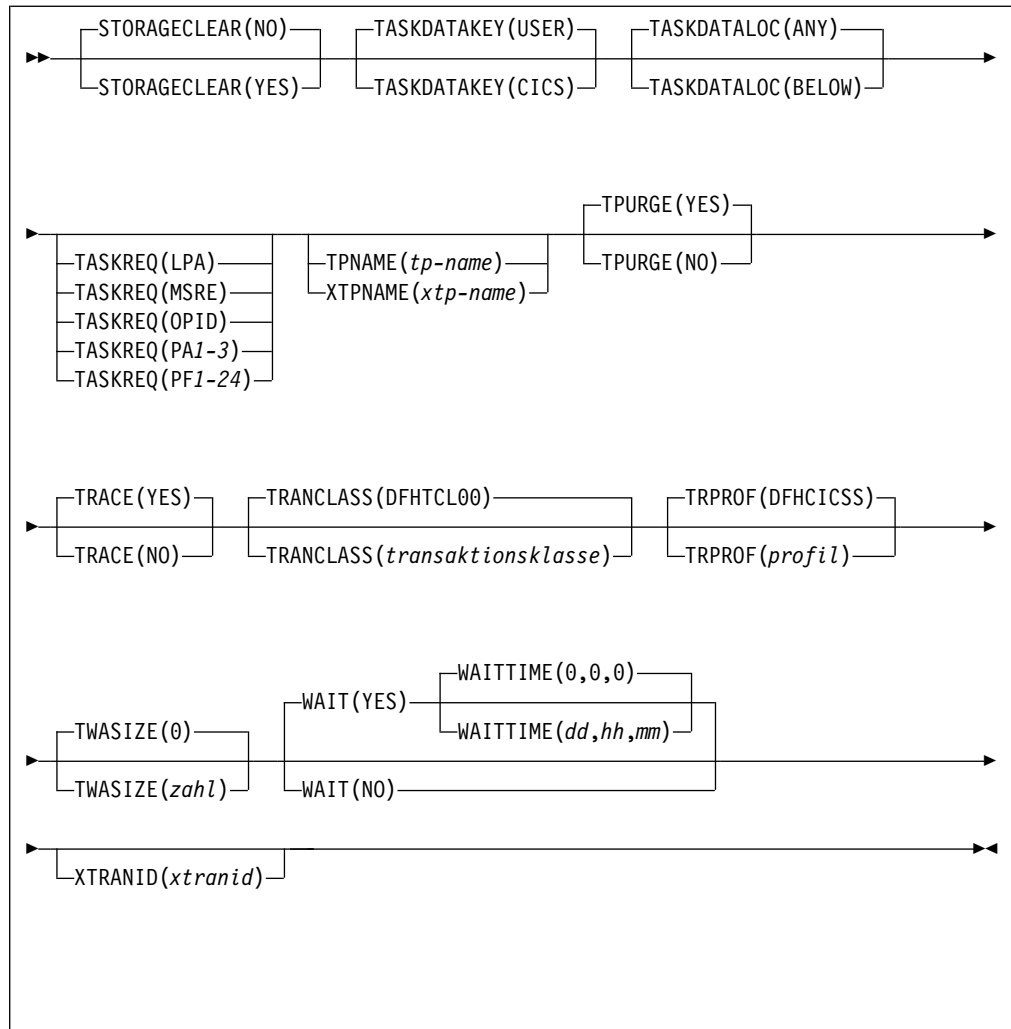 STORAGECLEAR(NO) TASKDATAKEY(USER) TASKDATALOC(ANY)
STORAGECLEAR(YES) TASKDATAKEY(CICS) TASKDATALOC(BELOW)
TPURGE(YES)
TASKREQ(LPA) TPNAME(tp-name) TPURGE(NO)
TASKREQ(MSRE) XTPNAME(xtp-name)
TASKREQ(OPID)
TASKREQ(PA1-3)
TASKREQ(PF1-24)
TRACE(YES) TRANCLASS(DFHTCL00) TRPROF(DFHCICSS)
TRACE(NO) TRANCLASS(transaktionsklasse) TRPROF(profil)
WAITTIME(0,0,0)
TWASIZE(0) WAIT(YES) WAITTIME(dd,hh,mm)
TWASIZE(zahl) WAIT(NO)
XTRANID(xtranid)